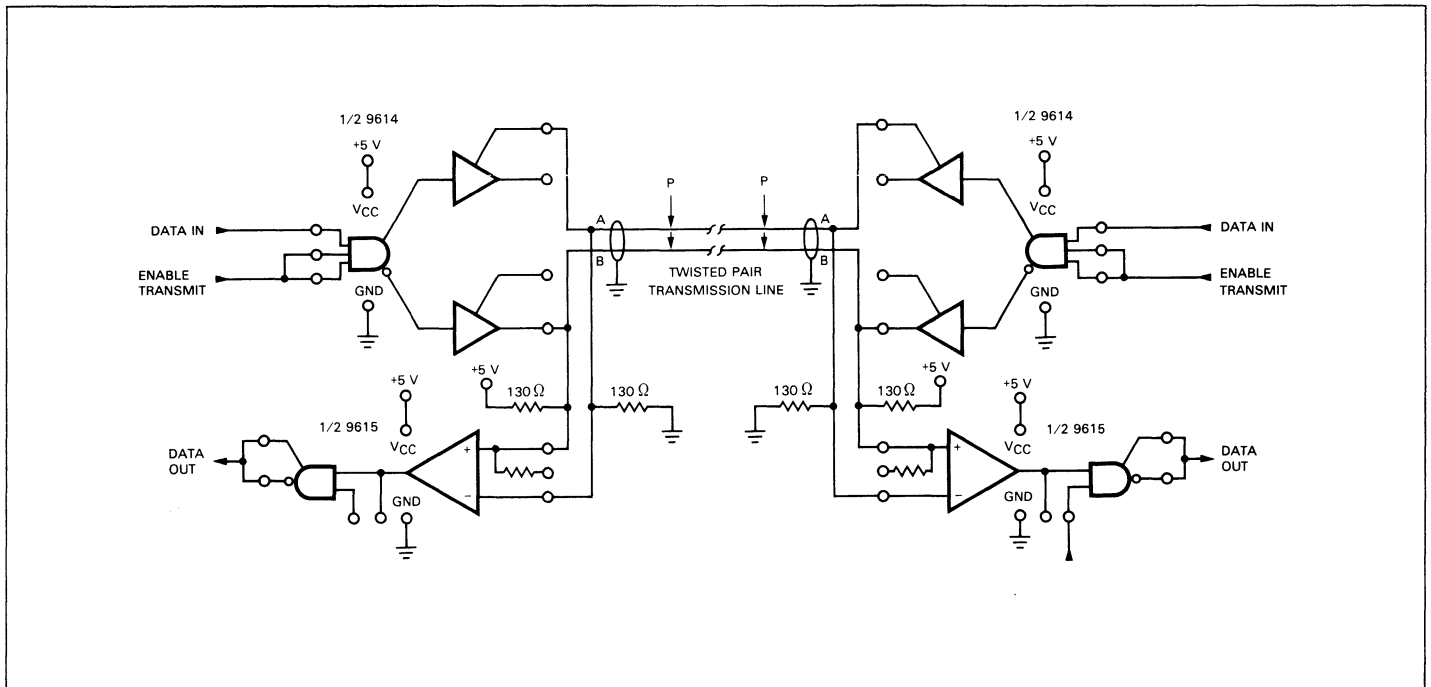 1/2 9614
+5 V
VCC
DATA IN
ENABLE
TRANSMIT
GND
P
P
A
B
A
B
TWISTED PAIR
TRANSMISSION LINE
1/2 9614
+5 V
VCC
DATA IN
ENABLE
TRANSMIT
GND
+5 V
130 Ω
130 Ω
130 Ω
130 Ω
+5 V
+5 V
1/2 9615
VCC
DATA
OUT
GND
+
−
+
−
+5 V
VCC
1/2 9615
GND
DATA
OUT